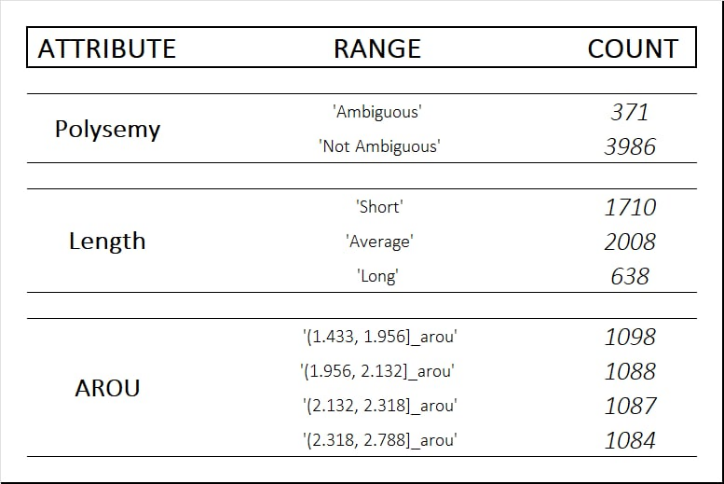 ATTRIBUTE RANGE COUNT
'Ambiguous' 371
Polysemy
'Not Ambiguous' 3986
'Short' 1710
Length 'Average' 2008
'Long' 638
'(1.433, 1.956]_arou' 1098
'(1.956, 2.132]_arou' 1088
AROU
'(2.132, 2.318]_arou' 1087
'(2.318, 2.788]_arou' 1084